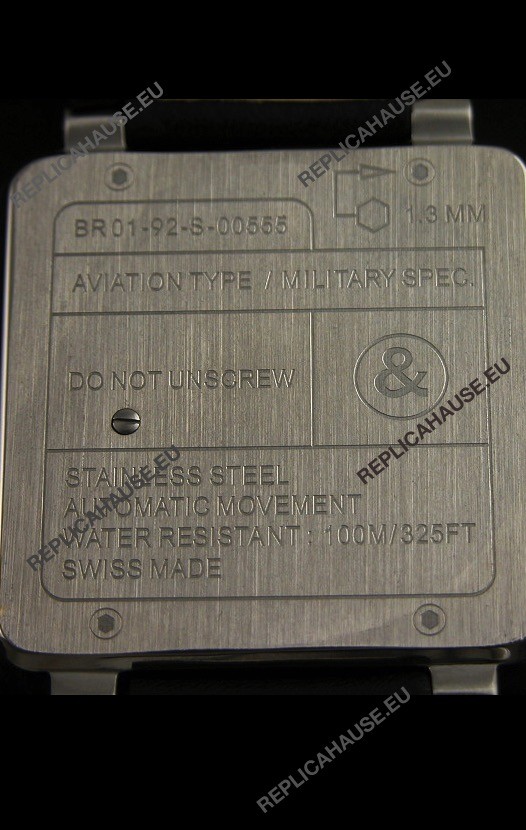 REPLICAHAUSE.EU
REPLICAHAUSE.EU
BR 01-92-S-00555
1,3 MM
AVIATION TYPE / MILITARY SPEC.
DO NOT UNSCREW
&
REPLICAHAUSE.EU
STAINLESS STEEL
AUTOMATIC MOVEMENT
WATER RESISTANT : 100M/325FT
SWISS MADE
REPLICAHAUSE.EU
REPLICAHAUSE.EU